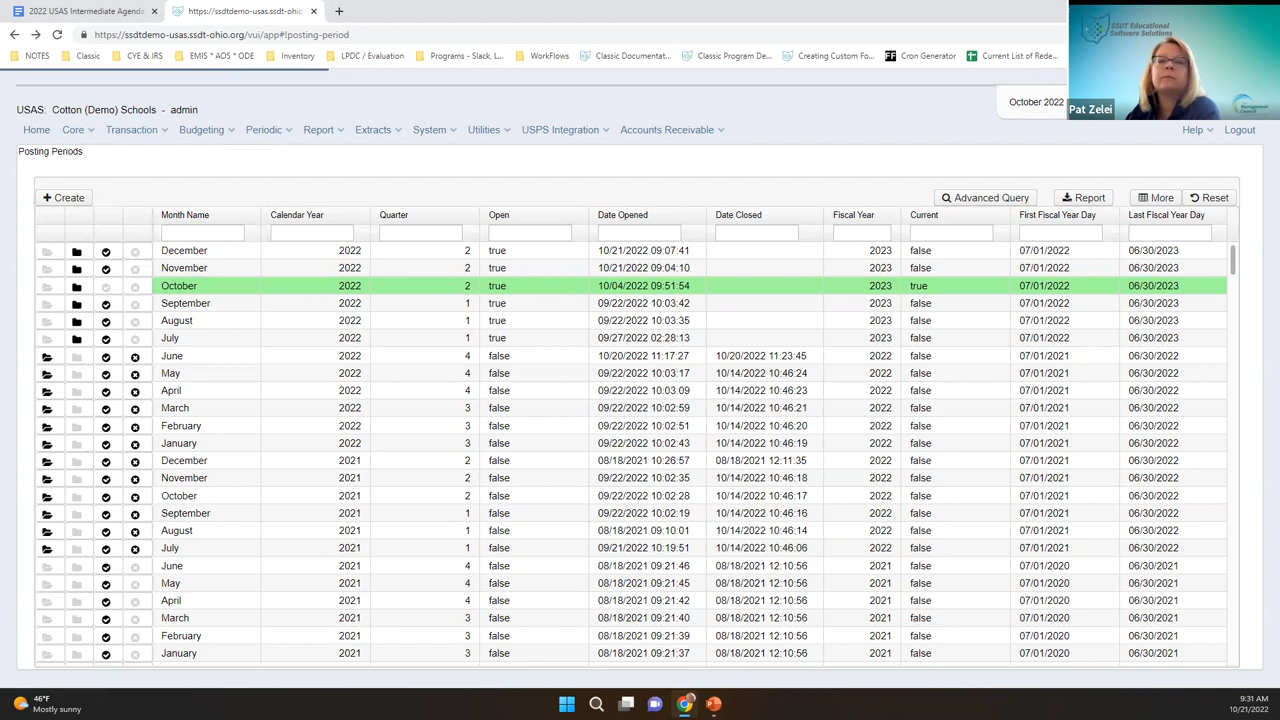 2022 USAS Intermediate Agenda
https://ssdtdemo-usas.ssdt-ohio
https://ssdtdemo-usas.ssdt-ohio.org/vui/app#!posting-period
NOTES Classic CYE & IRS EMIS * AOS * ODE Inventory LPDC / Evaluation Programs - Slack, L... WorkFlows Classic Documentat... Classic Program De... Creating Custom Fo... Cron Generator Current List of Rede...
SSDT Educational
Software Solutions
Management
Council
Pat Zelei
USAS: Cotton (Demo) Schools - admin
October 2022
Home Core Transaction Budgeting Periodic Report Extracts System Utilities USPS Integration Accounts Receivable Help Logout
Posting Periods
Create Advanced Query Report More Reset
Month Name Calendar Year Quarter Open Date Opened Date Closed Fiscal Year Current First Fiscal Year Day Last Fiscal Year Day
December 2022 2 true 10/21/2022 09:07:41 2023 false 07/01/2022 06/30/2023
November 2022 2 true 10/21/2022 09:04:10 2023 false 07/01/2022 06/30/2023
October 2022 2 true 10/04/2022 09:51:54 2023 true 07/01/2022 06/30/2023
September 2022 1 true 09/22/2022 10:03:42 2023 false 07/01/2022 06/30/2023
August 2022 1 true 09/22/2022 10:03:35 2023 false 07/01/2022 06/30/2023
July 2022 1 true 09/27/2022 02:28:13 2023 false 07/01/2022 06/30/2023
June 2022 4 false 10/20/2022 11:17:27 10/20/2022 11:23:45 2022 false 07/01/2021 06/30/2022
May 2022 4 false 09/22/2022 10:03:17 10/14/2022 10:46:24 2022 false 07/01/2021 06/30/2022
April 2022 4 false 09/22/2022 10:03:09 10/14/2022 10:46:23 2022 false 07/01/2021 06/30/2022
March 2022 3 false 09/22/2022 10:02:59 10/14/2022 10:46:21 2022 false 07/01/2021 06/30/2022
February 2022 3 false 09/22/2022 10:02:51 10/14/2022 10:46:20 2022 false 07/01/2021 06/30/2022
January 2022 3 false 09/22/2022 10:02:43 10/14/2022 10:46:19 2022 false 07/01/2021 06/30/2022
December 2021 2 false 08/18/2021 10:26:57 08/18/2021 12:11:35 2022 false 07/01/2021 06/30/2022
November 2021 2 false 09/22/2022 10:02:35 10/14/2022 10:46:18 2022 false 07/01/2021 06/30/2022
October 2021 2 false 09/22/2022 10:02:28 10/14/2022 10:46:17 2022 false 07/01/2021 06/30/2022
September 2021 1 false 09/22/2022 10:02:19 10/14/2022 10:46:16 2022 false 07/01/2021 06/30/2022
August 2021 1 false 08/18/2021 09:10:01 10/14/2022 10:46:14 2022 false 07/01/2021 06/30/2022
July 2021 1 false 09/21/2022 10:19:51 10/14/2022 10:46:06 2022 false 07/01/2021 06/30/2022
June 2021 4 false 08/18/2021 09:21:46 08/18/2021 12:10:56 2021 false 07/01/2020 06/30/2021
May 2021 4 false 08/18/2021 09:21:45 08/18/2021 12:10:56 2021 false 07/01/2020 06/30/2021
April 2021 4 false 08/18/2021 09:21:42 08/18/2021 12:10:56 2021 false 07/01/2020 06/30/2021
March 2021 3 false 08/18/2021 09:21:40 08/18/2021 12:10:56 2021 false 07/01/2020 06/30/2021
February 2021 3 false 08/18/2021 09:21:39 08/18/2021 12:10:56 2021 false 07/01/2020 06/30/2021
January 2021 3 false 08/18/2021 09:21:37 08/18/2021 12:10:56 2021 false 07/01/2020 06/30/2021
46°F
Mostly sunny
9:31 AM
10/21/2022